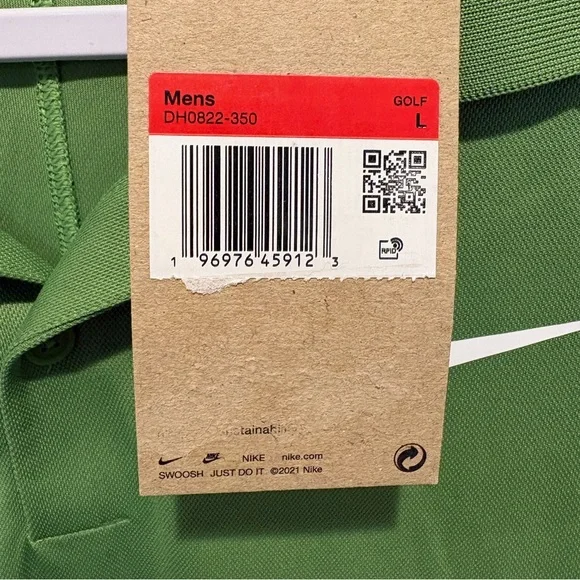 Mens GOLF
DH0822-350 L
1 96976 45912 3
RFID
NIKE nike.com
SWOOSH JUST DO IT ©2021 Nike